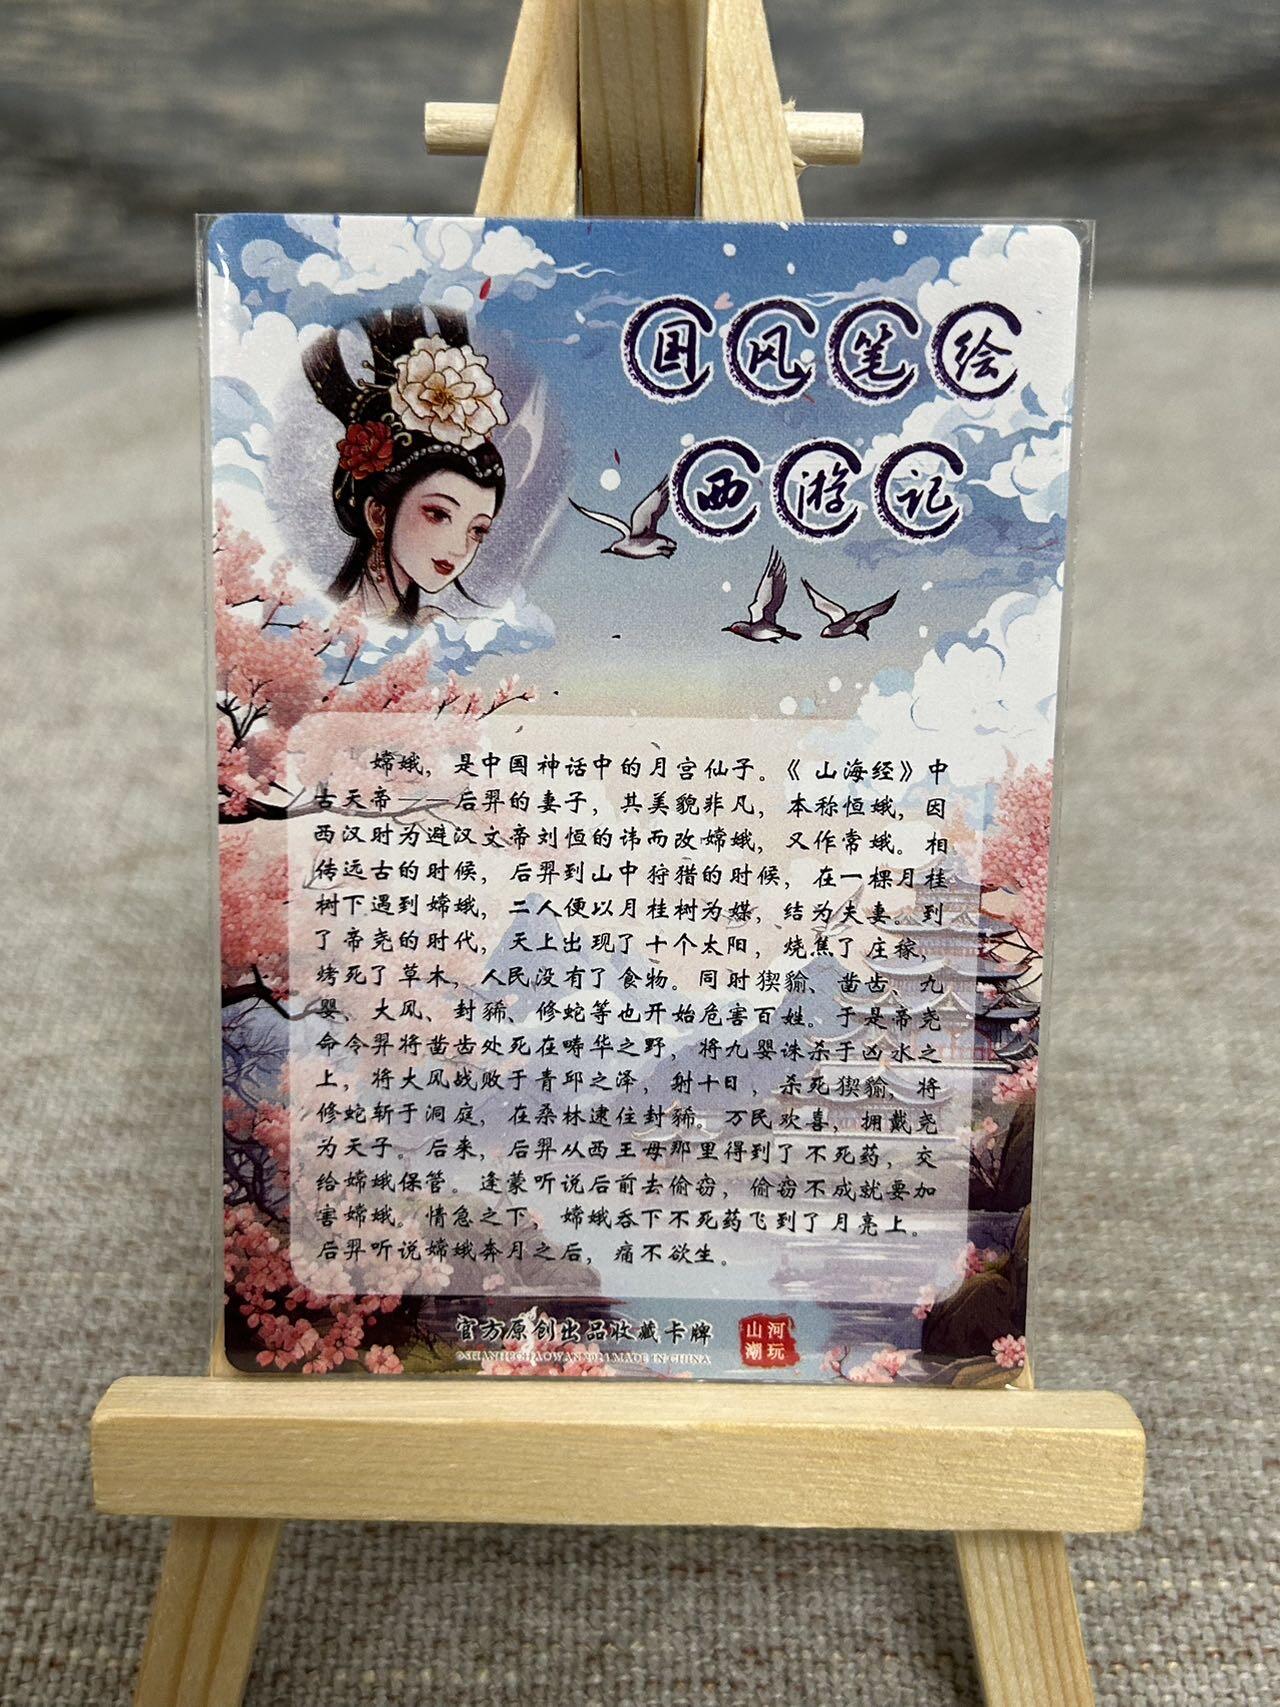 国风笔绘
西游记
嫦娥，是中国神话中的月宫仙子。《山海经》中
古天帝——后羿的妻子，其美貌非凡，本称恒娥，因
西汉时为避汉文帝刘恒的讳而改嫦娥，又作常娥。相
传远古的时候，后羿到山中狩猎的时候，在一棵月桂
树下遇到嫦娥，二人便以月桂树为媒，结为夫妻。到
了帝尧的时代，天上出现了十个太阳，烧焦了庄稼，
烤死了草木，人民没有了食物。同时猰貐、凿齿、九
婴、大风、封豨、修蛇等也开始危害百姓。于是帝尧
命令羿将凿齿处死在畴华之野，将九婴诛杀于凶水之
上，将大风战败于青邱之泽，射十日，杀死猰貐，将
修蛇斩于洞庭，在桑林逮住封豨。万民欢喜，拥戴尧
为天子。后来，后羿从西王母那里得到了不死药，交
给嫦娥保管。逢蒙听说后前去偷窃，偷窃不成就要加
害嫦娥。情急之下，嫦娥吞下不死药飞到了月亮上。
后羿听说嫦娥奔月之后，痛不欲生。
官方原创出品收藏卡牌
©SHANHECHAOWAN2024 MADE IN CHINA
山河
潮玩